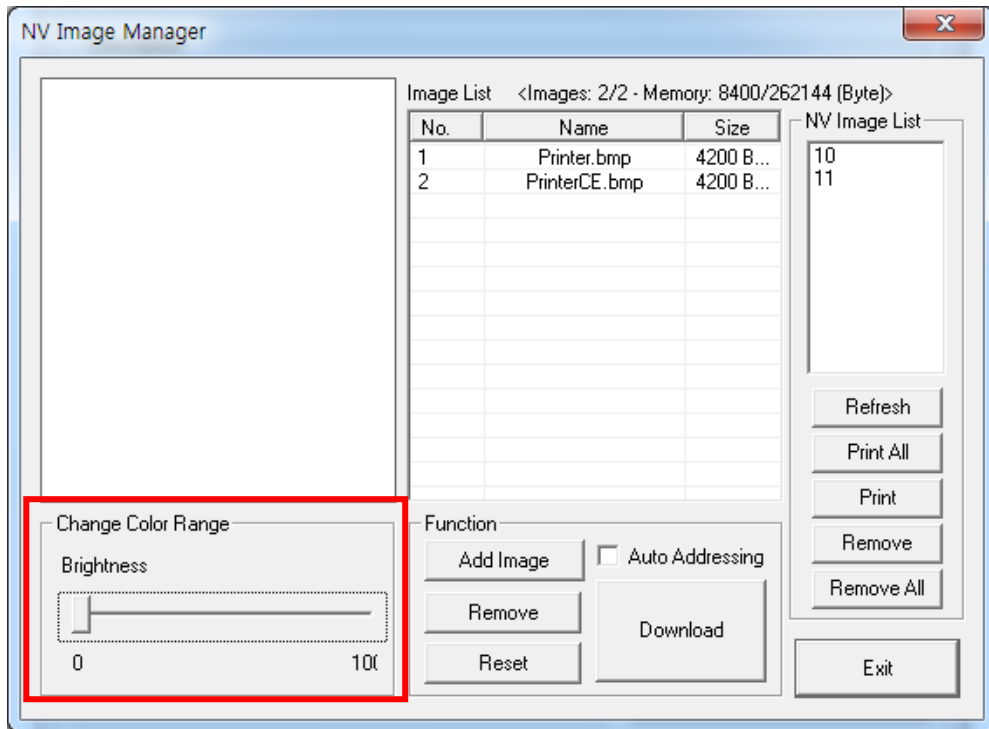 NV Image Manager
Image List <Images: 2/2 - Memory: 8400/262144 (Byte)>
No. Name Size
1 Printer.bmp 4200 B...
2 PrinterCE.bmp 4200 B...
NV Image List
10
11
Refresh
Print All
Print
Remove
Remove All
Change Color Range
Brightness
0 10(
Function
Add Image
Auto Addressing
Remove
Download
Reset
Exit